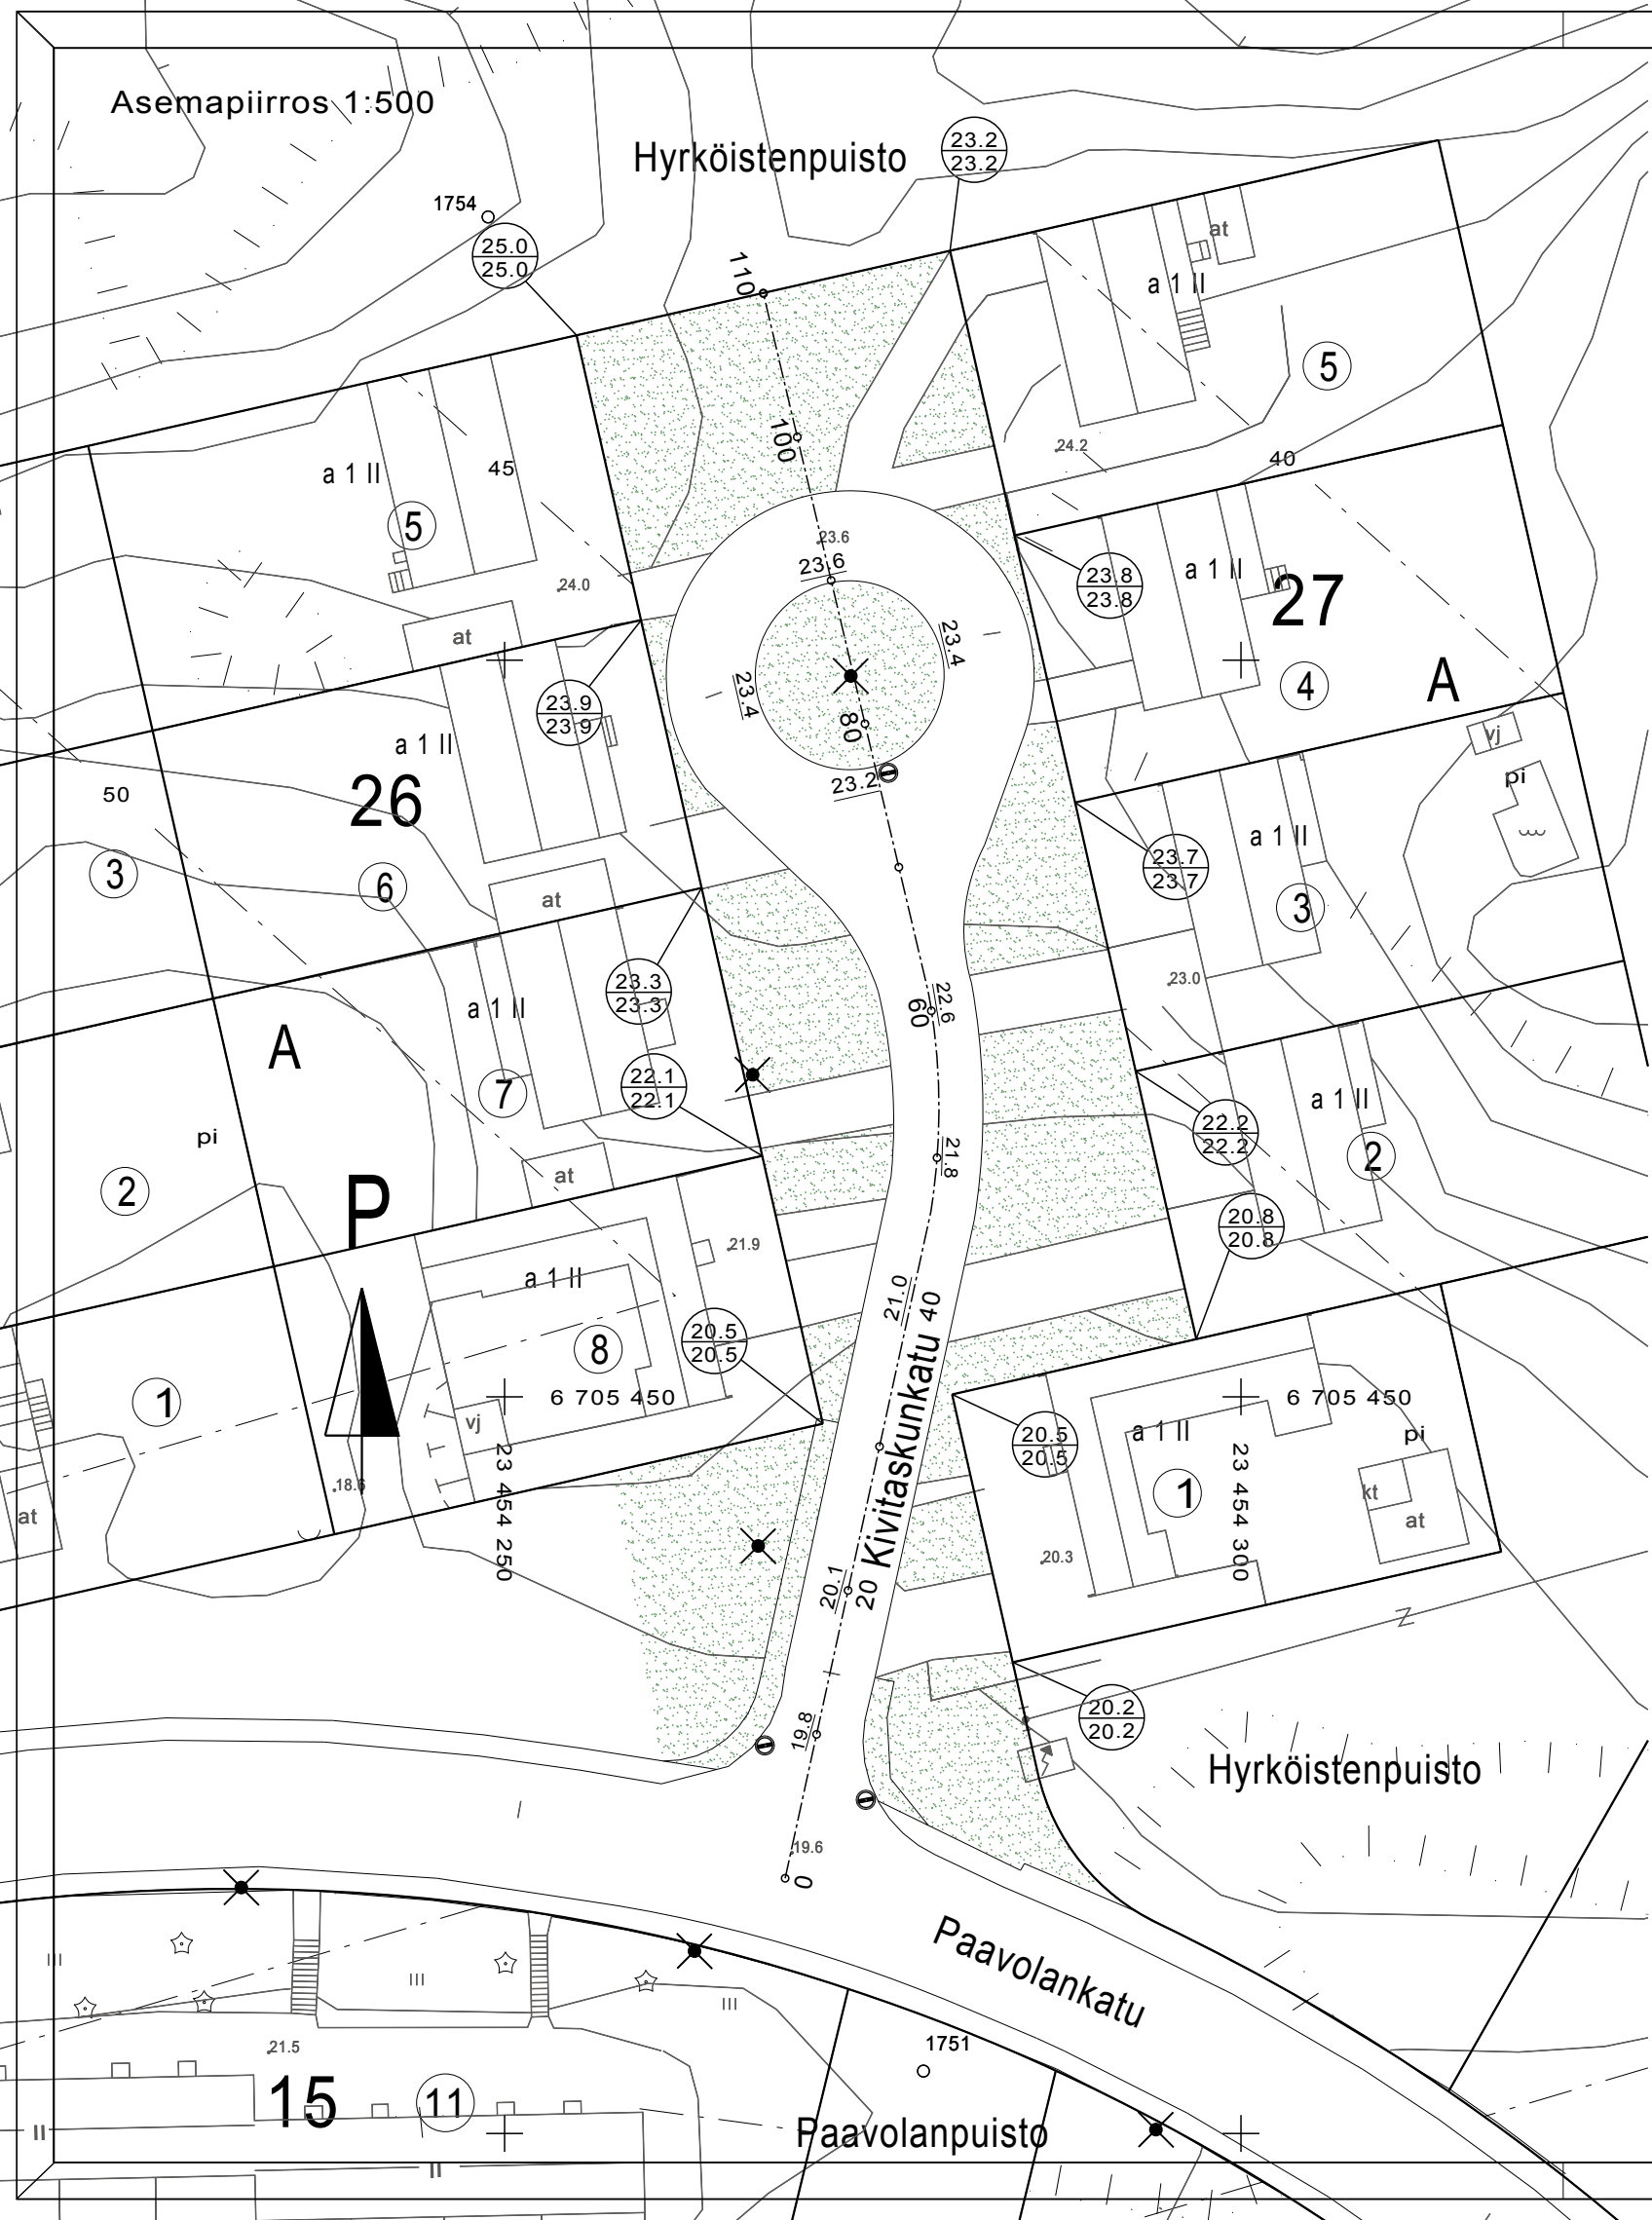 Asemapiirros 1:500
Hyrköistenpuisto
23.2
23.2
1754
25.0
25.0
at
110
a 1 II
5
100
24.2
40
45
a 1 II
5
23.6
23.6
24.0
23.8
23.8
a 1 II
27
at
23.4
23.4
4
A
23.9
23.9
80
vj
a 1 II
23.2
pi
50
26
a 1 II
23.7
23.7
3
6
at
3
23.3
23.3
23.0
a 1 II
22.6
60
A
22.1
22.1
7
a 1 II
22.2
22.2
pi
21.8
2
at
2
P
20.8
20.8
21.9
a 1 II
21.0
8
20.5
20.5
1
6 705 450
6 705 450
Kivitaskunkatu 40
vj
20.5
20.5
a 1 II
pi
23 454 250
23 454 300
18.6
1
kt
at
at
20.3
20.1
20
z
20.2
20.2
19.8
Hyrköistenpuisto
19.6
0
Paavolankatu
III
III
III
21.5
1751
15
11
II
Paavolanpuisto
II